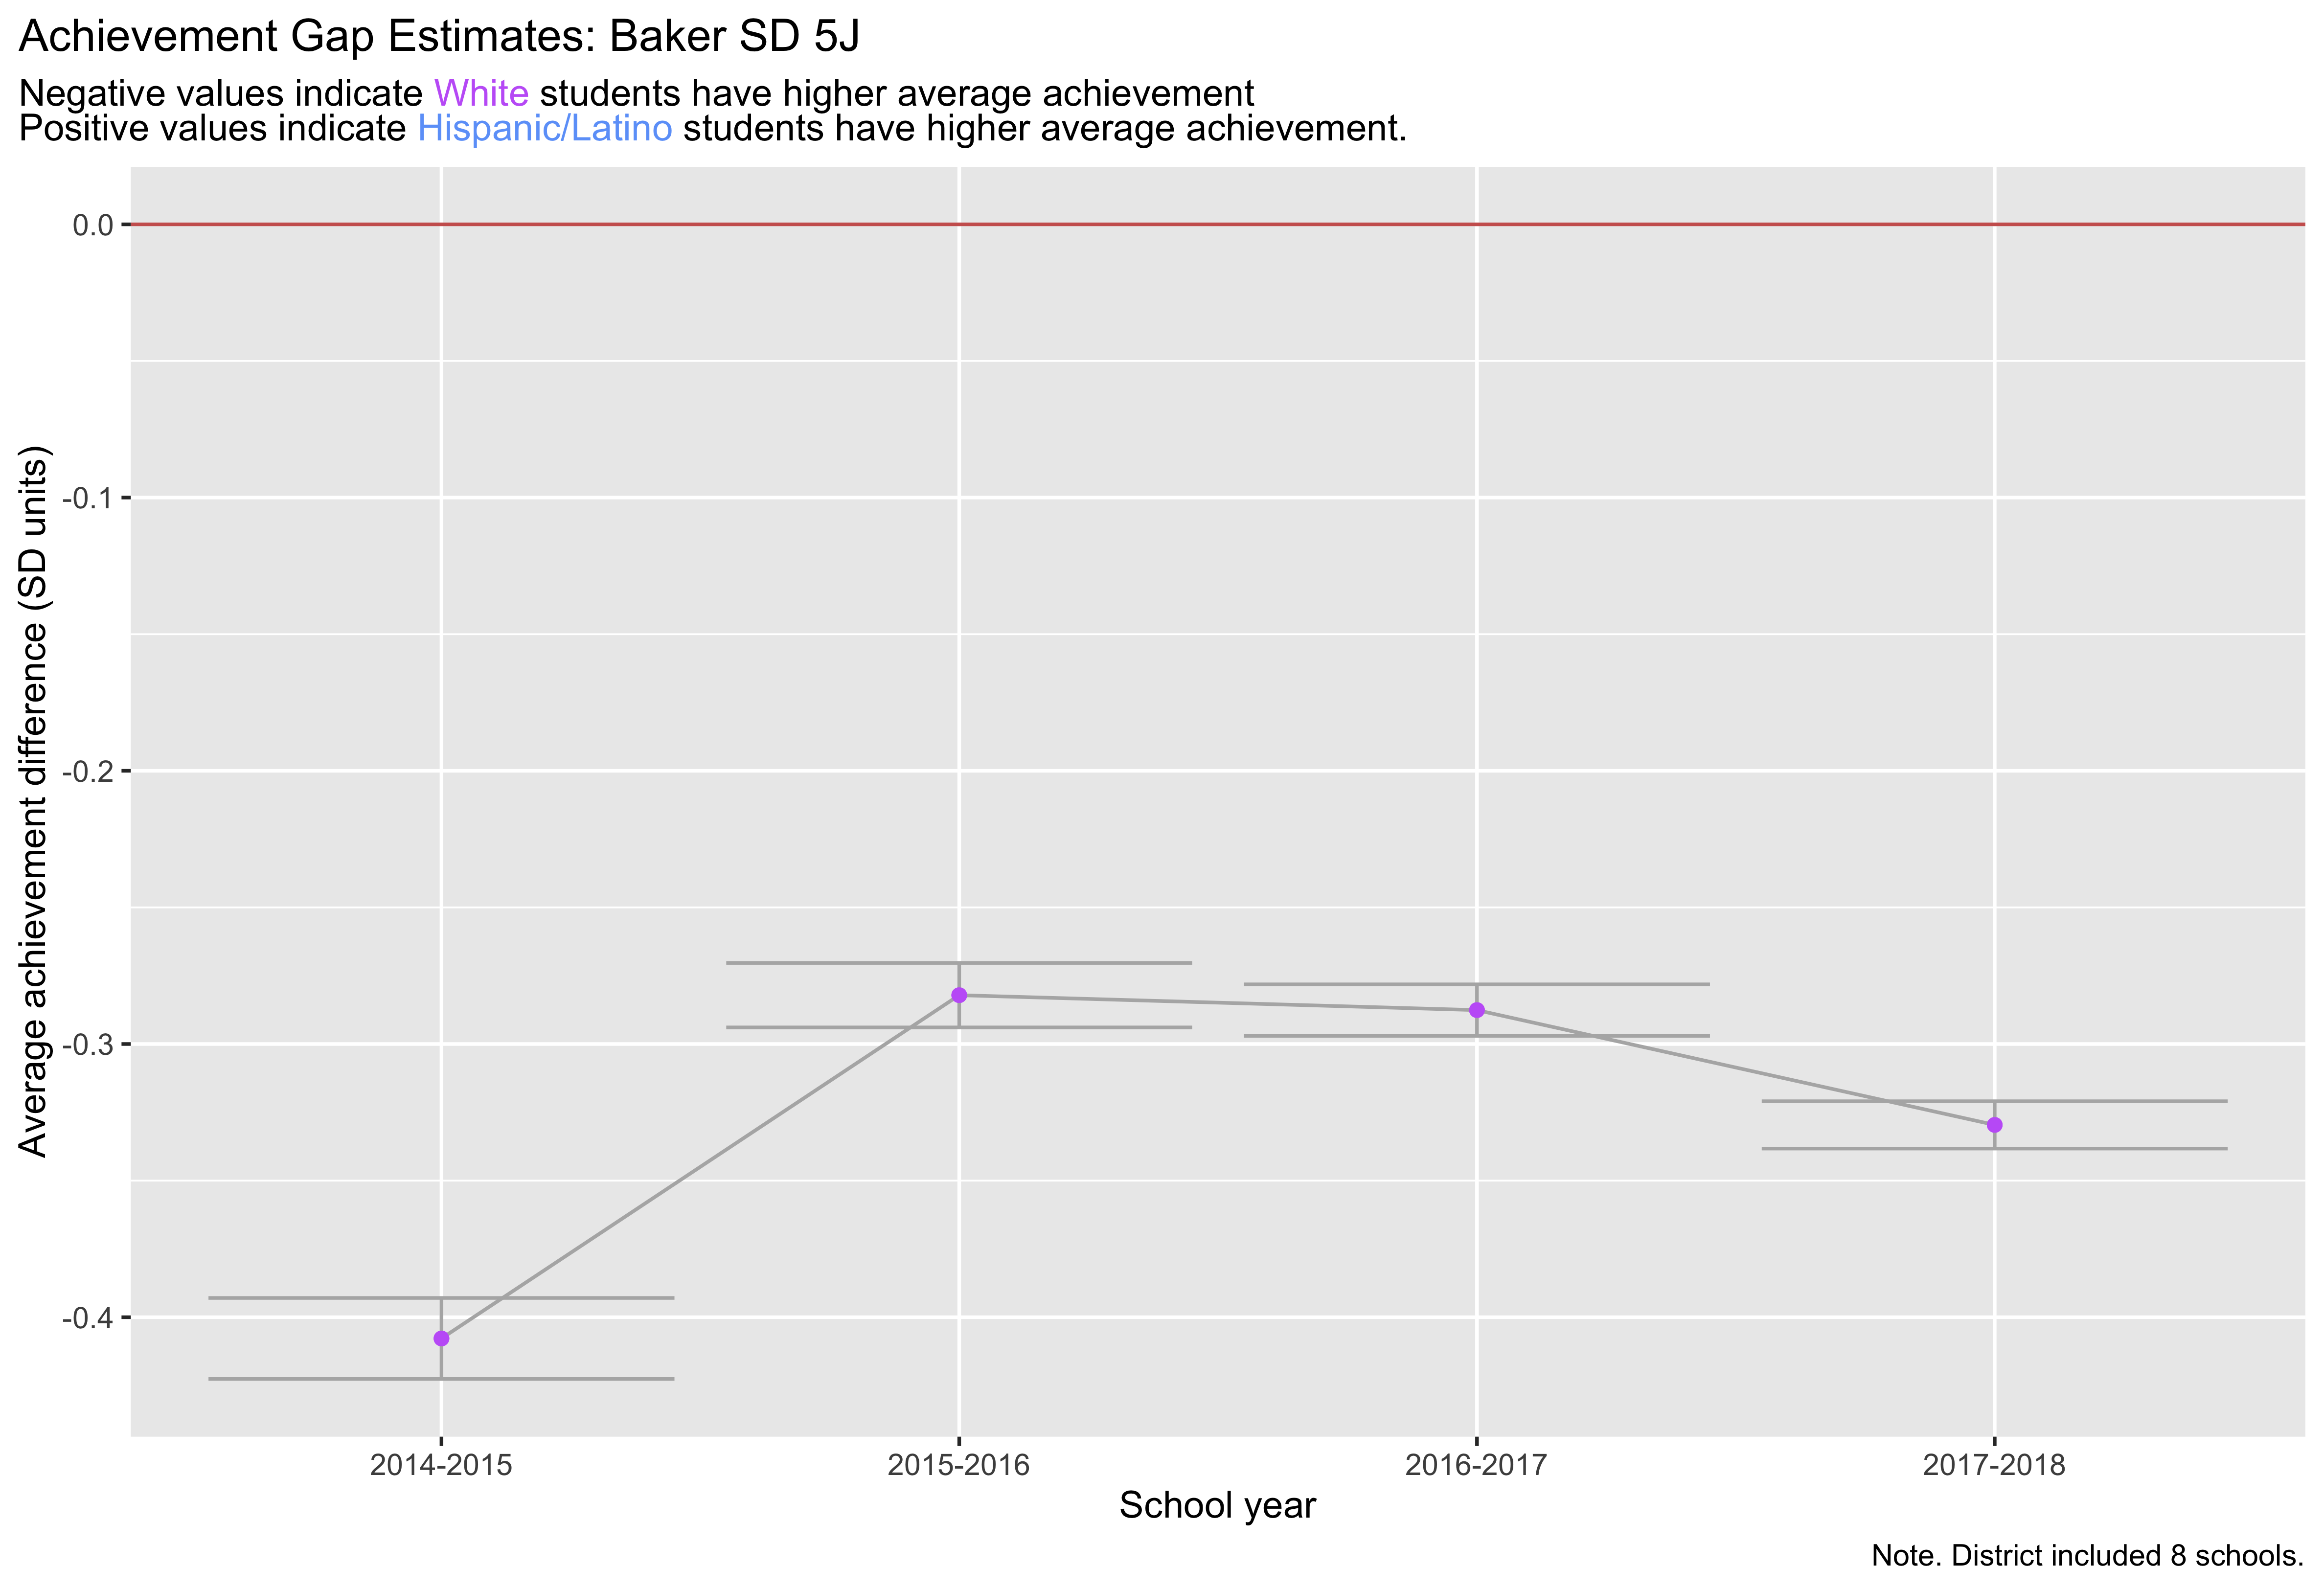 Achievement Gap Estimates: Baker SD 5J
Negative values indicate White students have higher average achievement
Positive values indicate Hispanic/Latino students have higher average achievement.
Average achievement difference (SD units)
0.0
-0.1
-0.2
-0.3
-0.4
2014-2015
2015-2016
2016-2017
2017-2018
School year
Note. District included 8 schools.